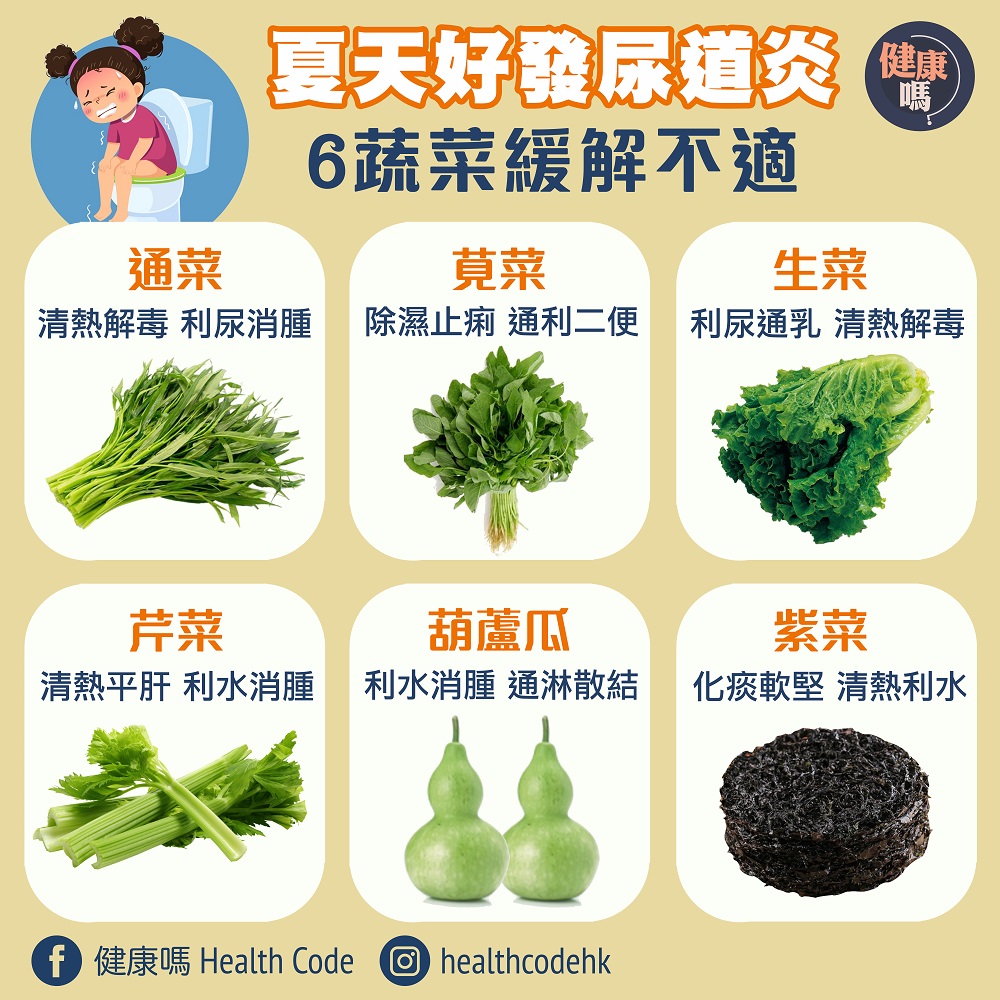 夏天好發尿道炎
健康
嗎?
6蔬菜緩解不適
通菜
清熱解毒 利尿消腫
莧菜
除濕止痢 通利二便
生菜
利尿通乳 清熱解毒
芹菜
清熱平肝 利水消腫
葫蘆瓜
利水消腫 通淋散結
紫菜
化痰軟堅 清熱利水
健康嗎 Health Code
healthcodehk